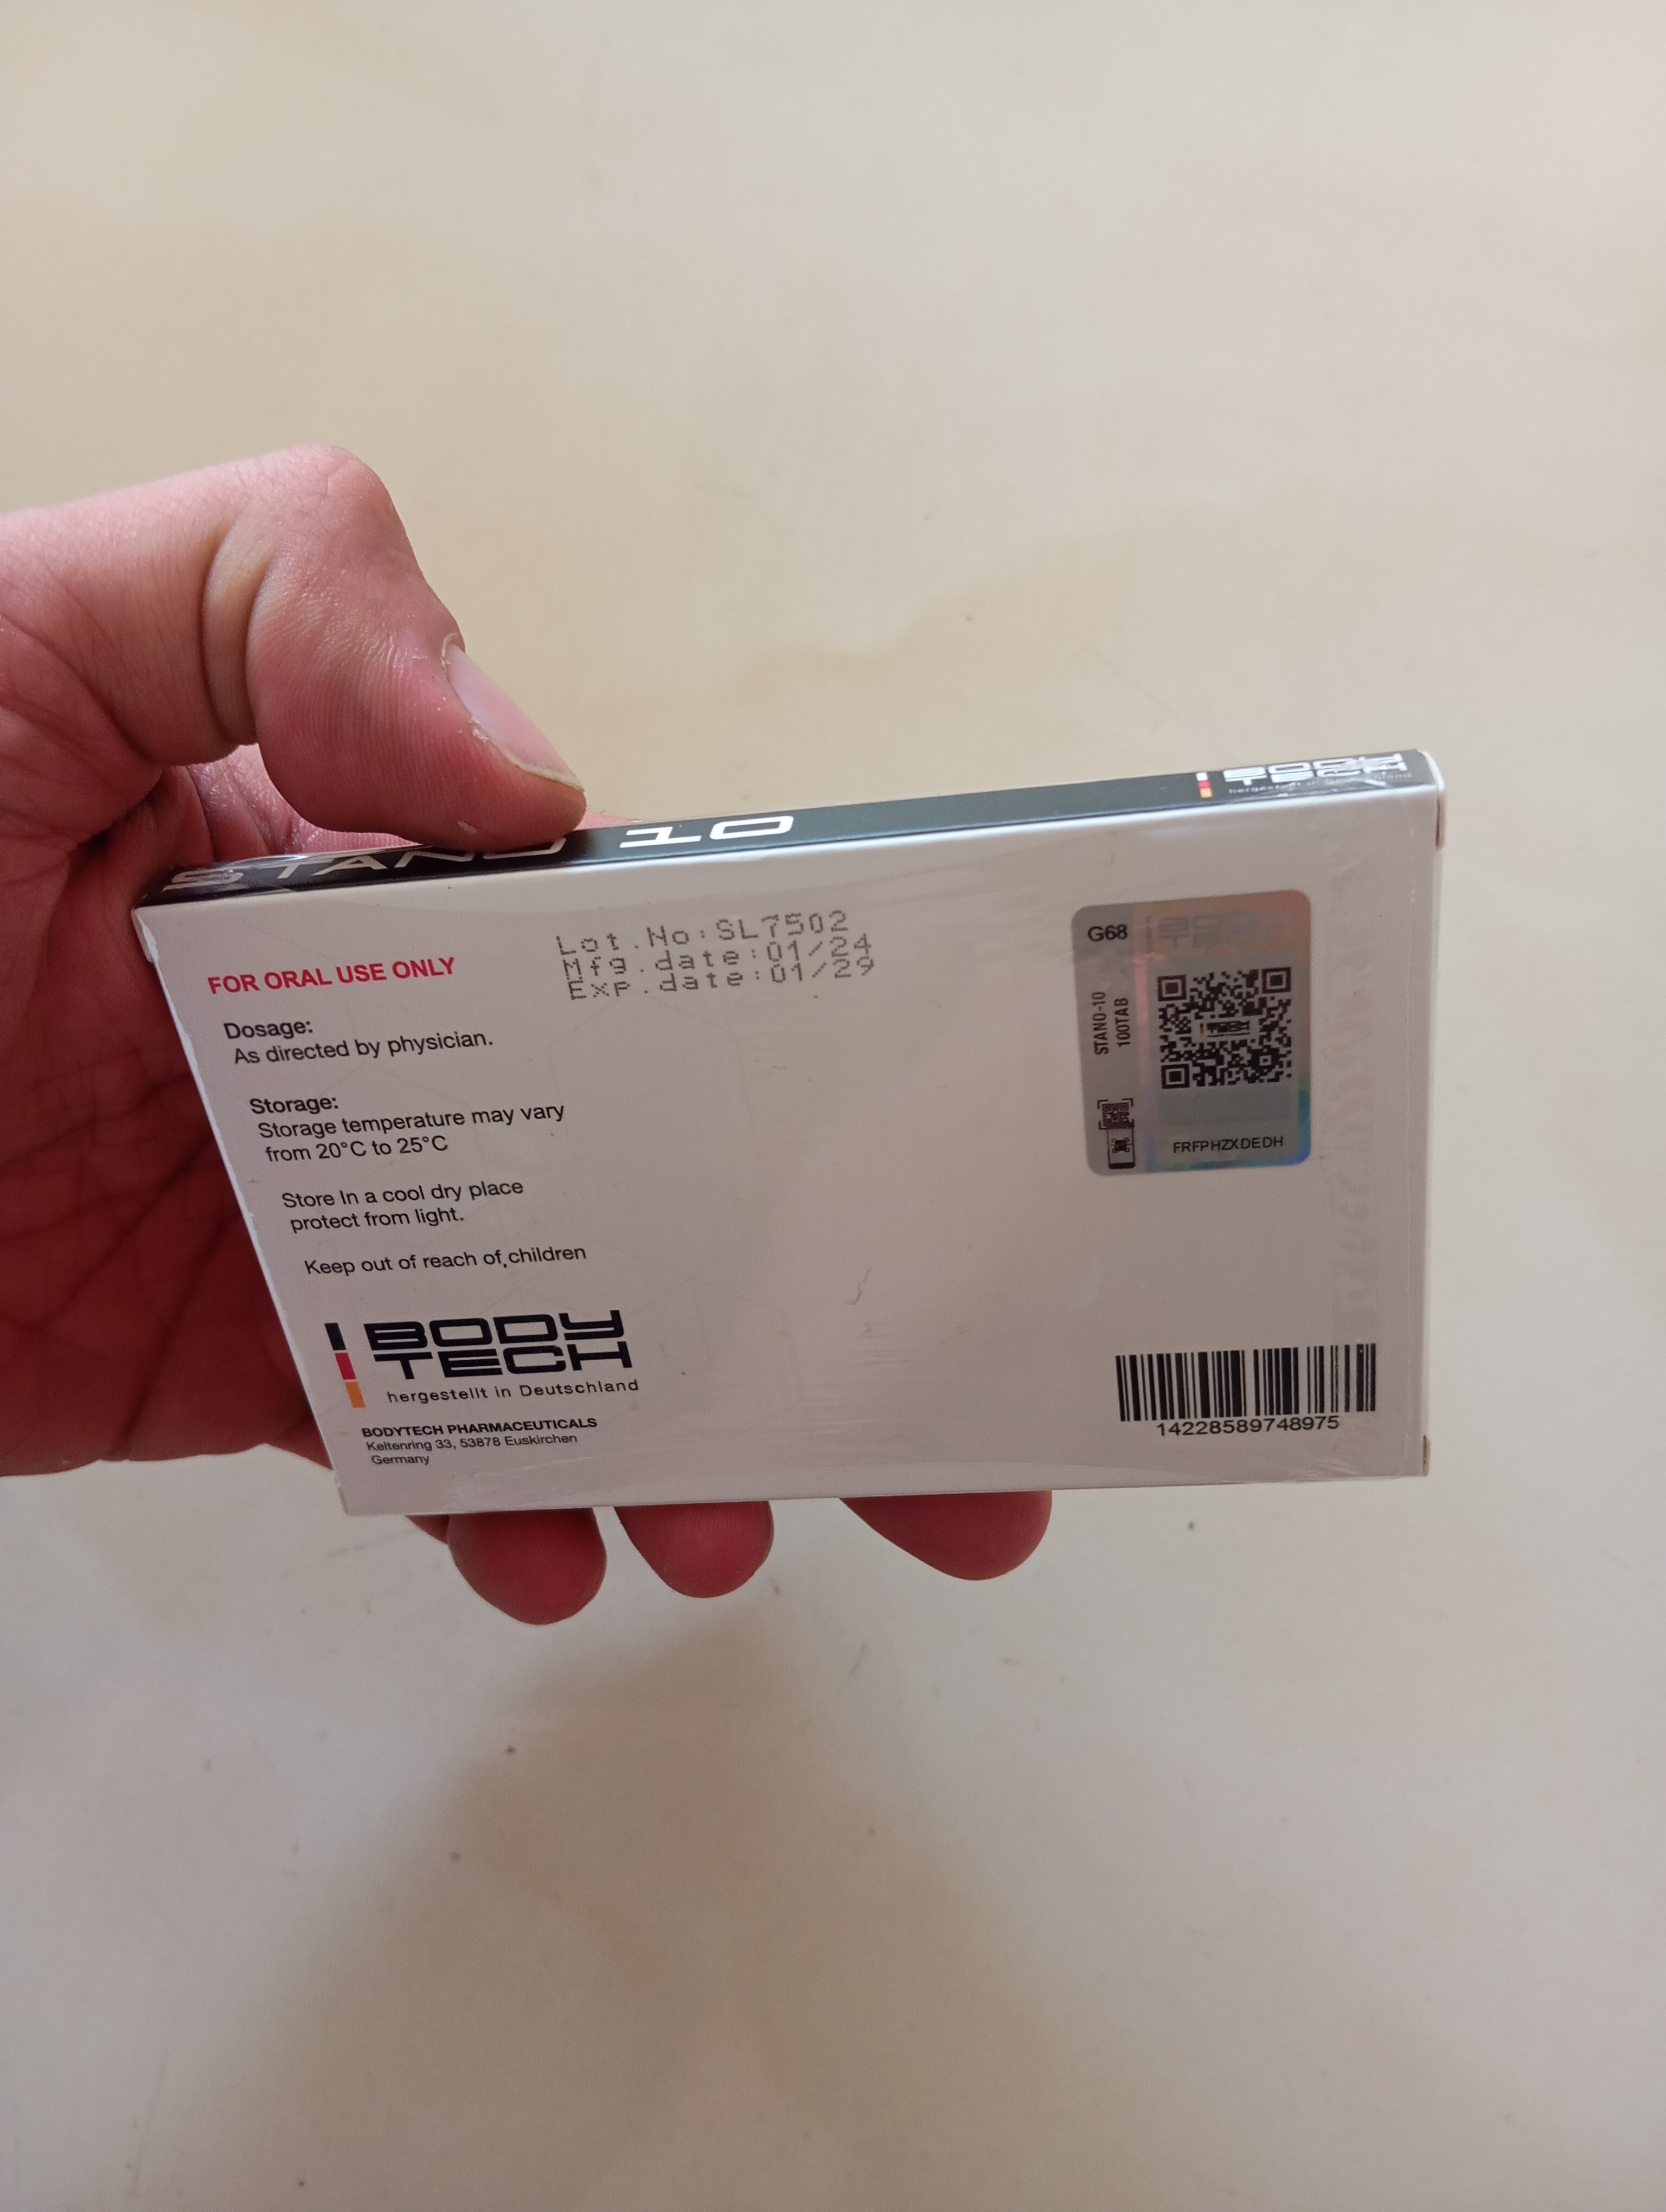 STANO 10
BODY
TECH
FOR ORAL USE ONLY
Lot.No:SL7502
Mfg.date:01/24
Exp.date:01/29
Dosage:
As directed by physician.
Storage:
Storage temperature may vary
from 20°C to 25°C
Store In a cool dry place
protect from light.
Keep out of reach of children
BODY
TECH
hergestellt in Deutschland
BODYTECH PHARMACEUTICALS
Keltenring 33, 53878 Euskirchen
Germany
G68
BODY
TECH
STANO-10
100TAB
TECH
FRFPHZXDEDH
14228589748975